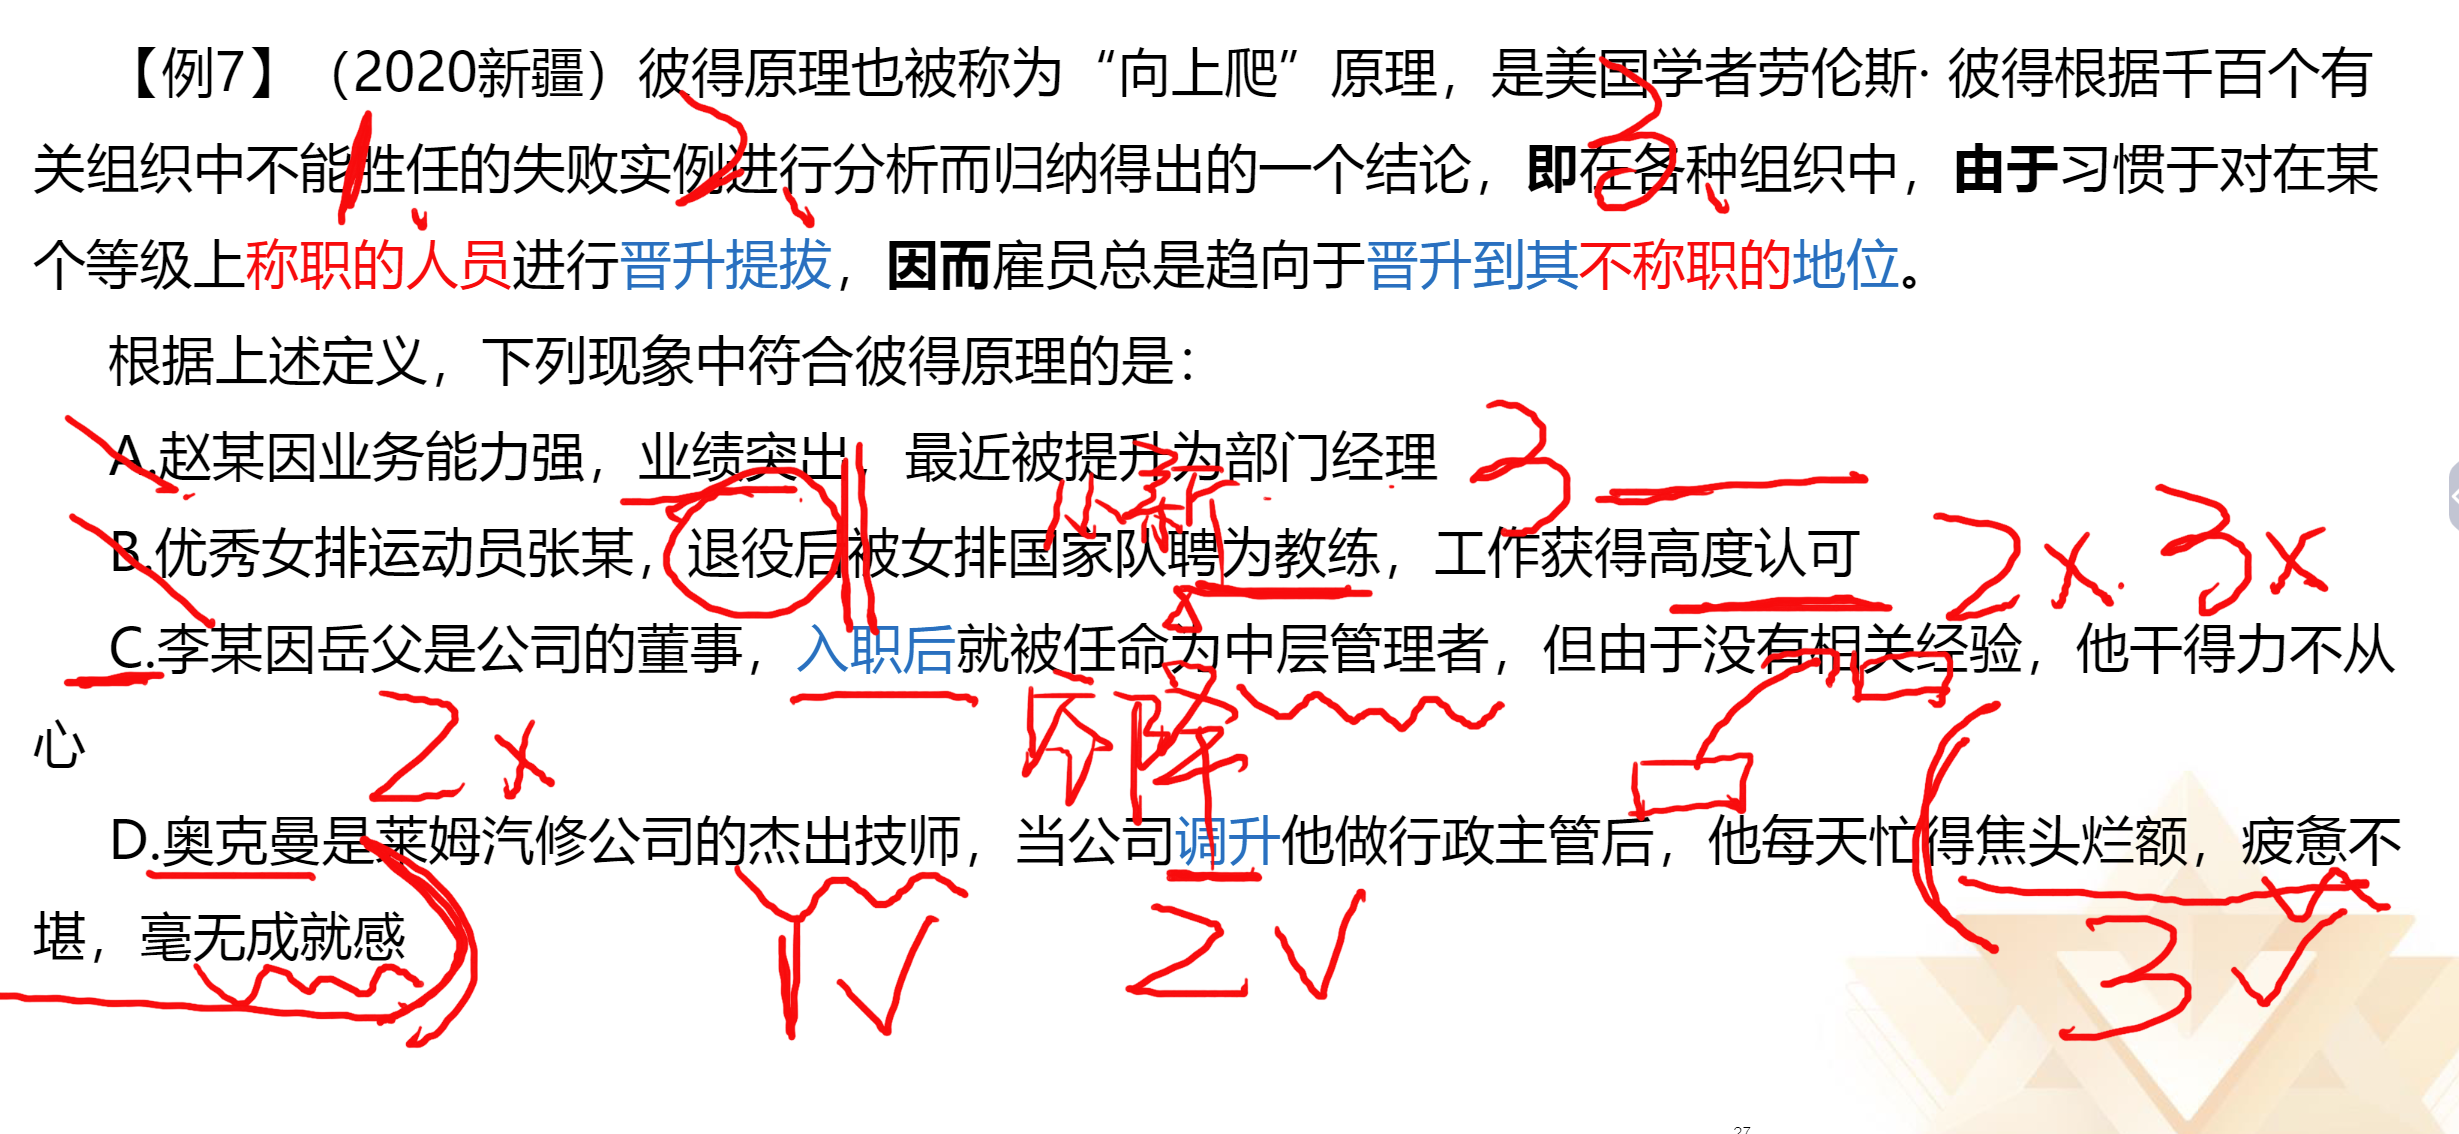 【例7】（2020新疆）彼得原理也被称为“向上爬”原理，是美国学者劳伦斯· 彼得根据千百个有
关组织中不能胜任的失败实例进行分析而归纳得出的一个结论，即在各种组织中，由于习惯于对在某
个等级上称职的人员进行晋升提拔，因而雇员总是趋向于晋升到其不称职的地位。
1 2 3
根据上述定义，下列现象中符合彼得原理的是：
A.赵某因业务能力强，业绩突出，最近被提升为部门经理
3
B.优秀女排运动员张某，退役后被女排国家队聘为教练，工作获得高度认可
2× 3×
C.李某因岳父是公司的董事，入职后就被任命为中层管理者，但由于没有相关经验，他干得力不从
心
2×
D.奥克曼是莱姆汽修公司的杰出技师，当公司调升他做行政主管后，他每天忙得焦头烂额，疲惫不
堪，毫无成就感
1√ 2√ 3√
27